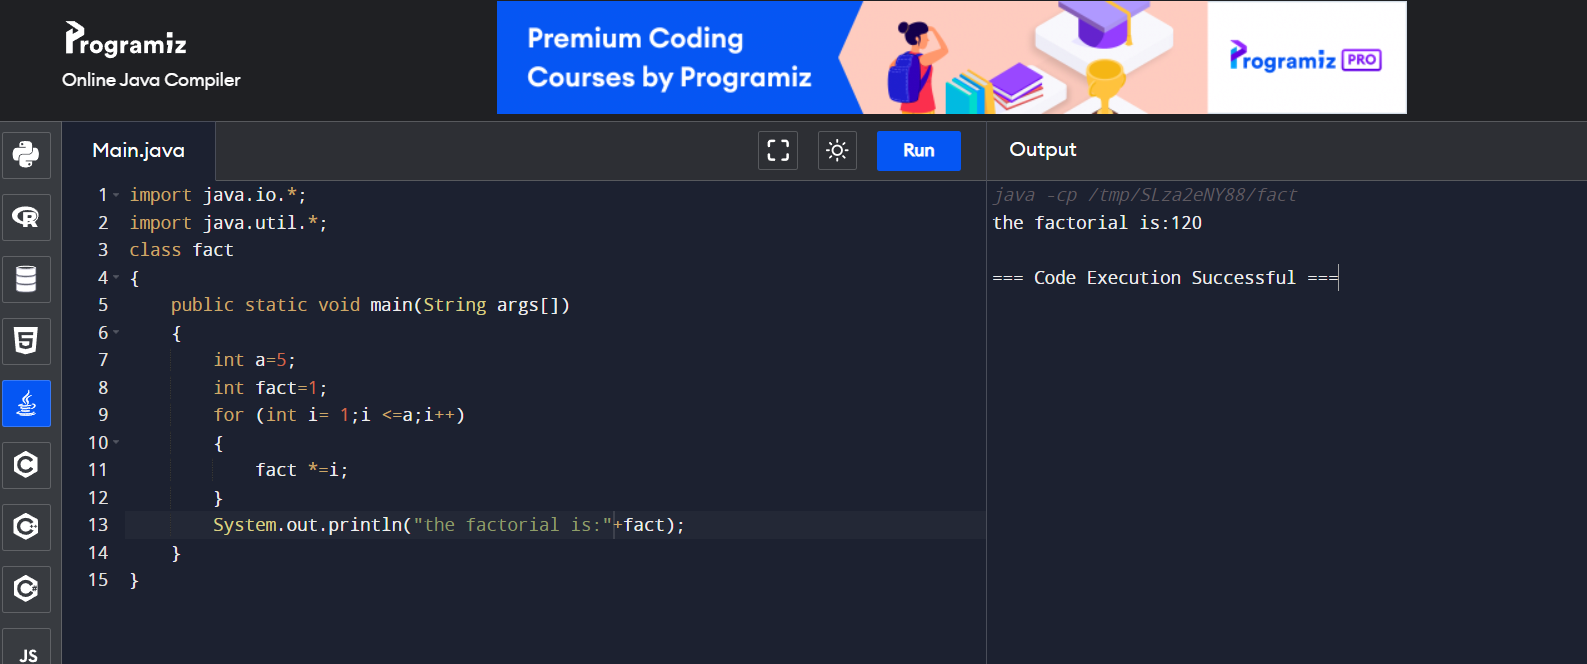 Programiz
Online Java Compiler
Premium Coding
Courses by Programiz
Programiz PRO
Main.java
Run
Output
1 import java.io.*;
2 import java.util.*;
3 class fact
4 {
5 public static void main(String args[])
6 {
7 int a=5;
8 int fact=1;
9 for (int i= 1;i <=a;i++)
10 {
11 fact *=i;
12 }
13 System.out.println("the factorial is:"+fact);
14 }
15 }
java -cp /tmp/SLza2eNY88/fact
the factorial is:120
=== Code Execution Successful ===
R
5
C
C++
C#
JS